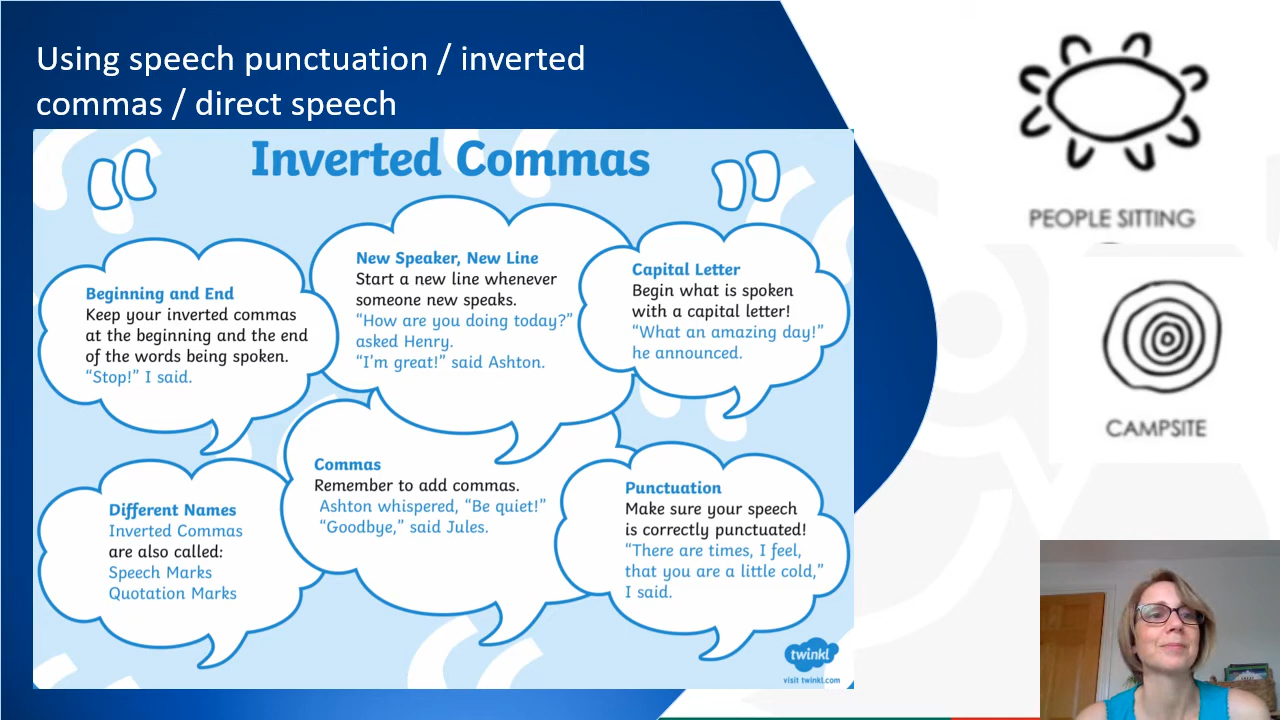 Using speech punctuation / inverted
commas / direct speech
Inverted Commas
Beginning and End
Keep your inverted commas
at the beginning and the end
of the words being spoken.
“Stop!” I said.
New Speaker, New Line
Start a new line whenever
someone new speaks.
“How are you doing today?”
asked Henry.
“I’m great!” said Ashton.
Capital Letter
Begin what is spoken
with a capital letter!
“What an amazing day!”
he announced.
Different Names
Inverted Commas
are also called:
Speech Marks
Quotation Marks
Commas
Remember to add commas.
Ashton whispered, “Be quiet!”
“Goodbye,” said Jules.
Punctuation
Make sure your speech
is correctly punctuated!
“There are times, I feel,
that you are a little cold,”
I said.
twinkl
visit twinkl.com
PEOPLE SITTING
CAMPSITE